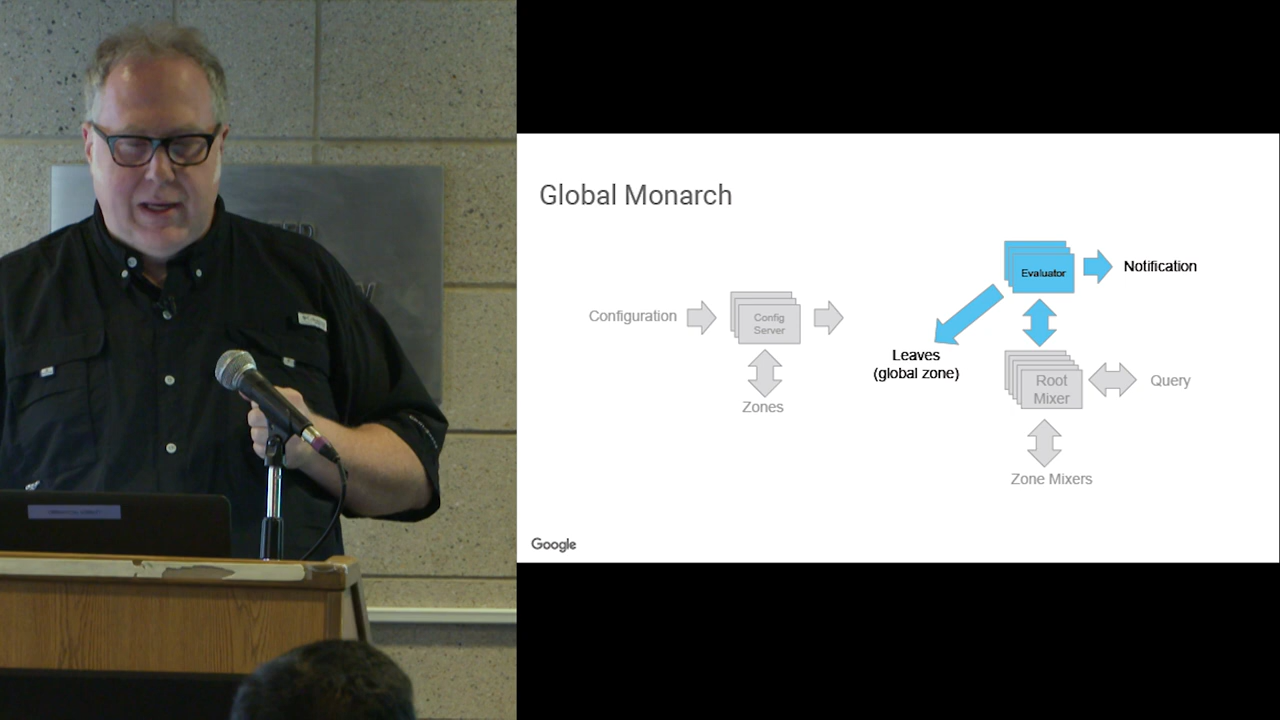 Global Monarch
Evaluator
Notification
Configuration
Config
Server
Leaves
(global zone)
Root
Mixer
Query
Zones
Zone Mixers
Google